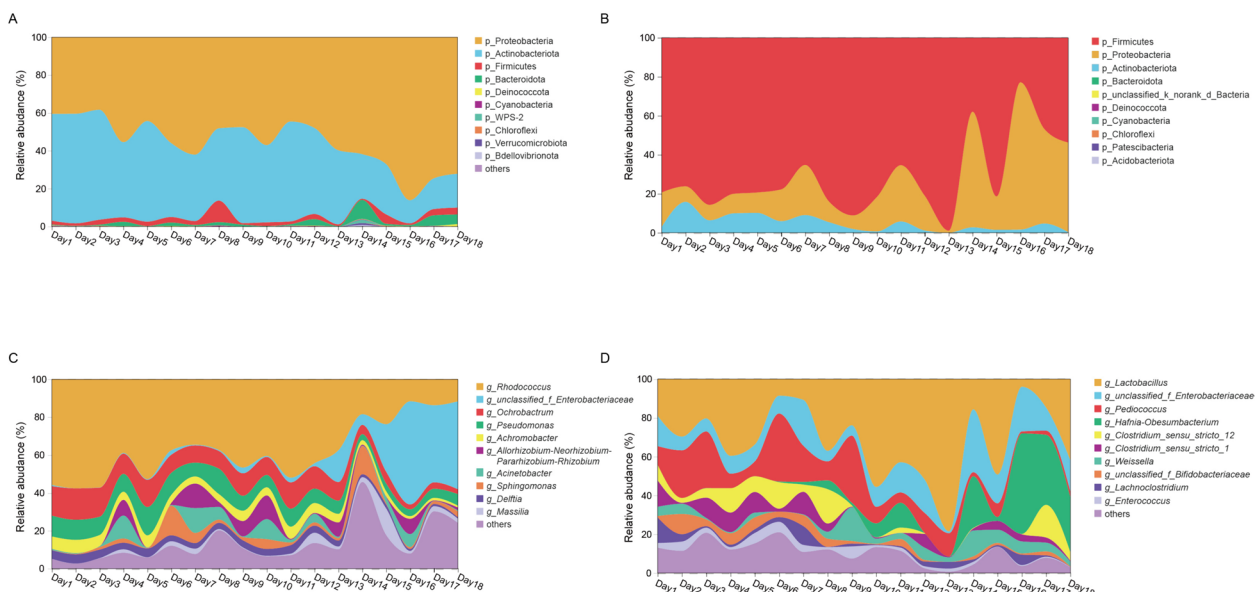 A
Relative abudance (%)
100
80
60
40
20
0
Day1
Day2
Day3
Day4
Day5
Day6
Day7
Day8
Day9
Day10
Day11
Day12
Day13
Day14
Day15
Day16
Day17
Day18
p_Proteobacteria
p_Actinobacteriota
p_Firmicutes
p_Bacteroidota
p_Deinococcota
p_Cyanobacteria
p_WPS-2
p_Chloroflexi
p_Verrucomicrobiota
p_Bdellovibrionota
others
B
Relative abudance (%)
100
80
60
40
20
0
Day1
Day2
Day3
Day4
Day5
Day6
Day7
Day8
Day9
Day10
Day11
Day12
Day13
Day14
Day15
Day16
Day17
Day18
p_Firmicutes
p_Proteobacteria
p_Actinobacteriota
p_Bacteroidota
p_unclassified_k_norank_d_Bacteria
p_Deinococcota
p_Cyanobacteria
p_Chloroflexi
p_Patescibacteria
p_Acidobacteriota
C
Relative abudance (%)
100
80
60
40
20
0
Day1
Day2
Day3
Day4
Day5
Day6
Day7
Day8
Day9
Day10
Day11
Day12
Day13
Day14
Day15
Day16
Day17
Day18
g_Rhodococcus
g_unclassified_f_Enterobacteriaceae
g_Ochrobactrum
g_Pseudomonas
g_Achromobacter
g_Allorhizobium-Neorhizobium-
Pararhizobium-Rhizobium
g_Acinetobacter
g_Sphingomonas
g_Delftia
g_Massilia
others
D
Relative abudance (%)
100
80
60
40
20
0
Day1
Day2
Day3
Day4
Day5
Day6
Day7
Day8
Day9
Day10
Day11
Day12
Day13
Day14
Day15
Day16
Day17
Day18
g_Lactobacillus
g_unclassified_f_Enterobacteriaceae
g_Pediococcus
g_Hafnia-Obesumbacterium
g_Clostridium_sensu_stricto_12
g_Clostridium_sensu_stricto_1
g_Weissella
g_unclassified_f_Bifidobacteriaceae
g_Lachnoclostridium
g_Enterococcus
others